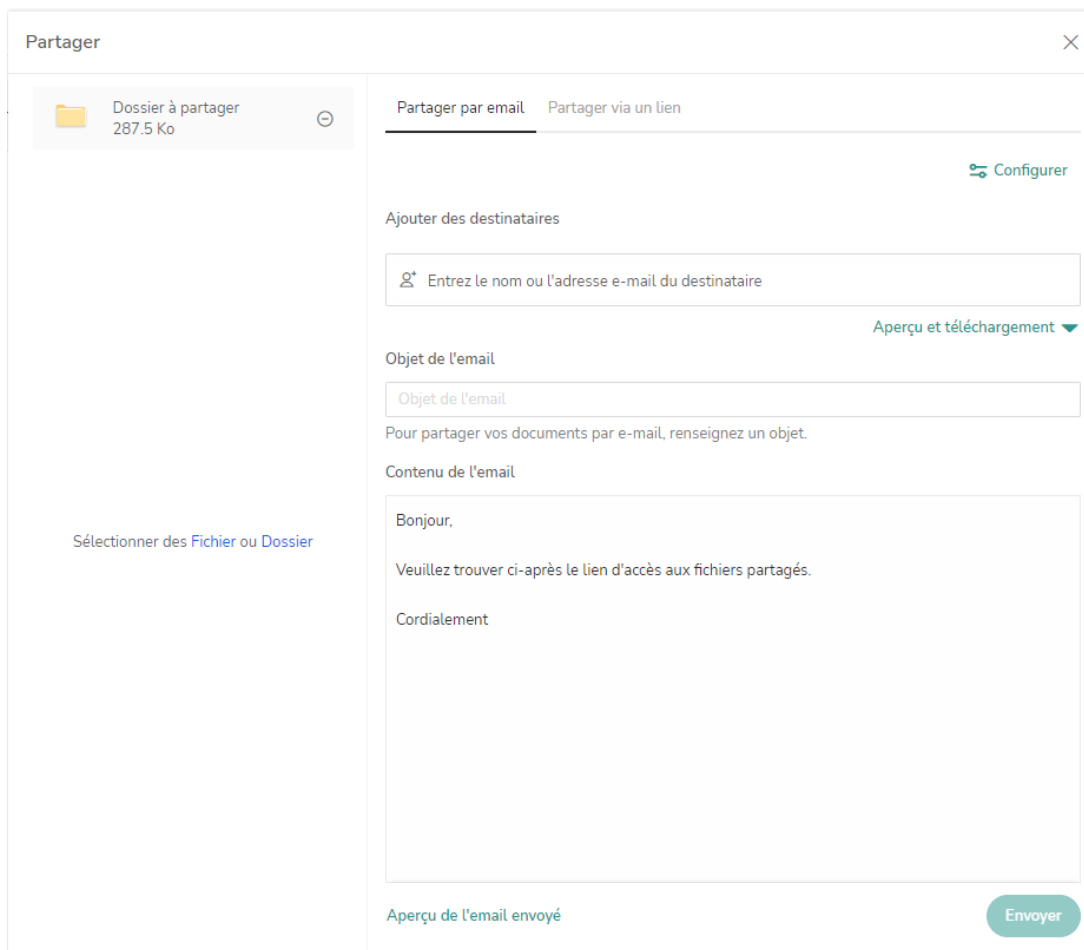 Partager
Dossier à partager
287.5 Ko
Sélectionner des Fichier ou Dossier
Partager par email
Partager via un lien
Configurer
Ajouter des destinataires
Entrez le nom ou l'adresse e-mail du destinataire
Aperçu et téléchargement
Objet de l'email
Objet de l'email
Pour partager vos documents par e-mail, renseignez un objet.
Contenu de l'email
Bonjour,
Veuillez trouver ci-après le lien d'accès aux fichiers partagés.
Cordialement
Aperçu de l'email envoyé
Envoyer